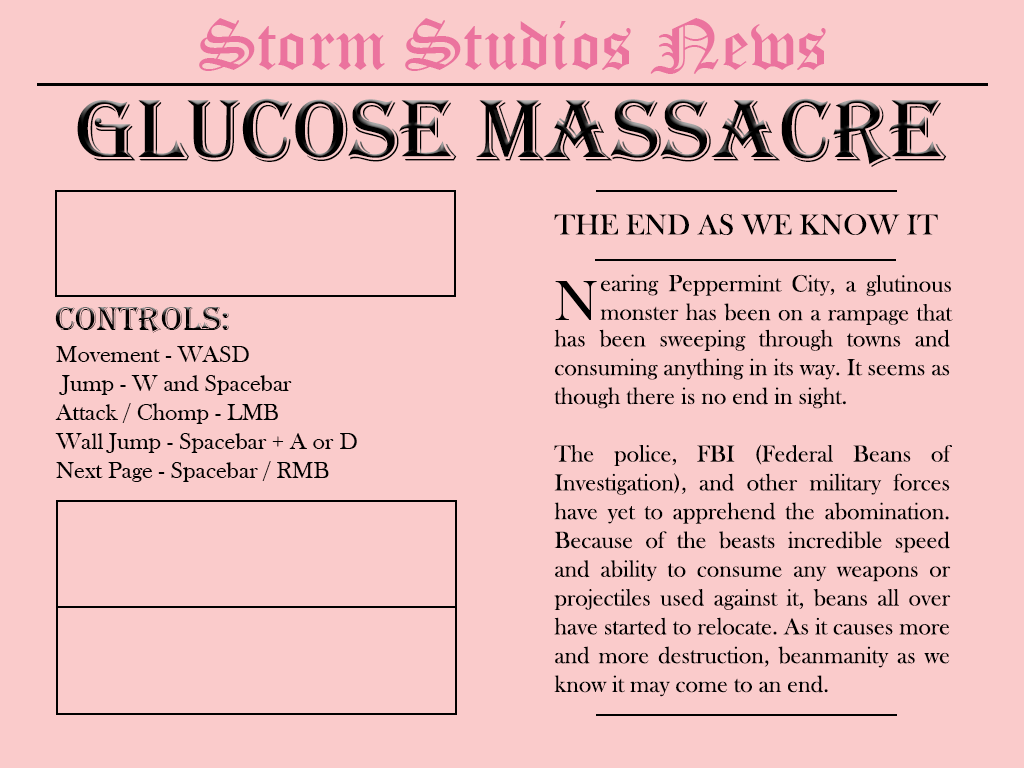 Storm Studios News
GLUCOSE MASSACRE
CONTROLS:
Movement - WASD
Jump - W and Spacebar
Attack / Chomp - LMB
Wall Jump - Spacebar + A or D
Next Page - Spacebar / RMB
THE END AS WE KNOW IT
Nearing Peppermint City, a glutinous
monster has been on a rampage that
has been sweeping through towns and
consuming anything in its way. It seems as
though there is no end in sight.
The police, FBI (Federal Beans of
Investigation), and other military forces
have yet to apprehend the abomination.
Because of the beasts incredible speed
and ability to consume any weapons or
projectiles used against it, beans all over
have started to relocate. As it causes more
and more destruction, beanmanity as we
know it may come to an end.